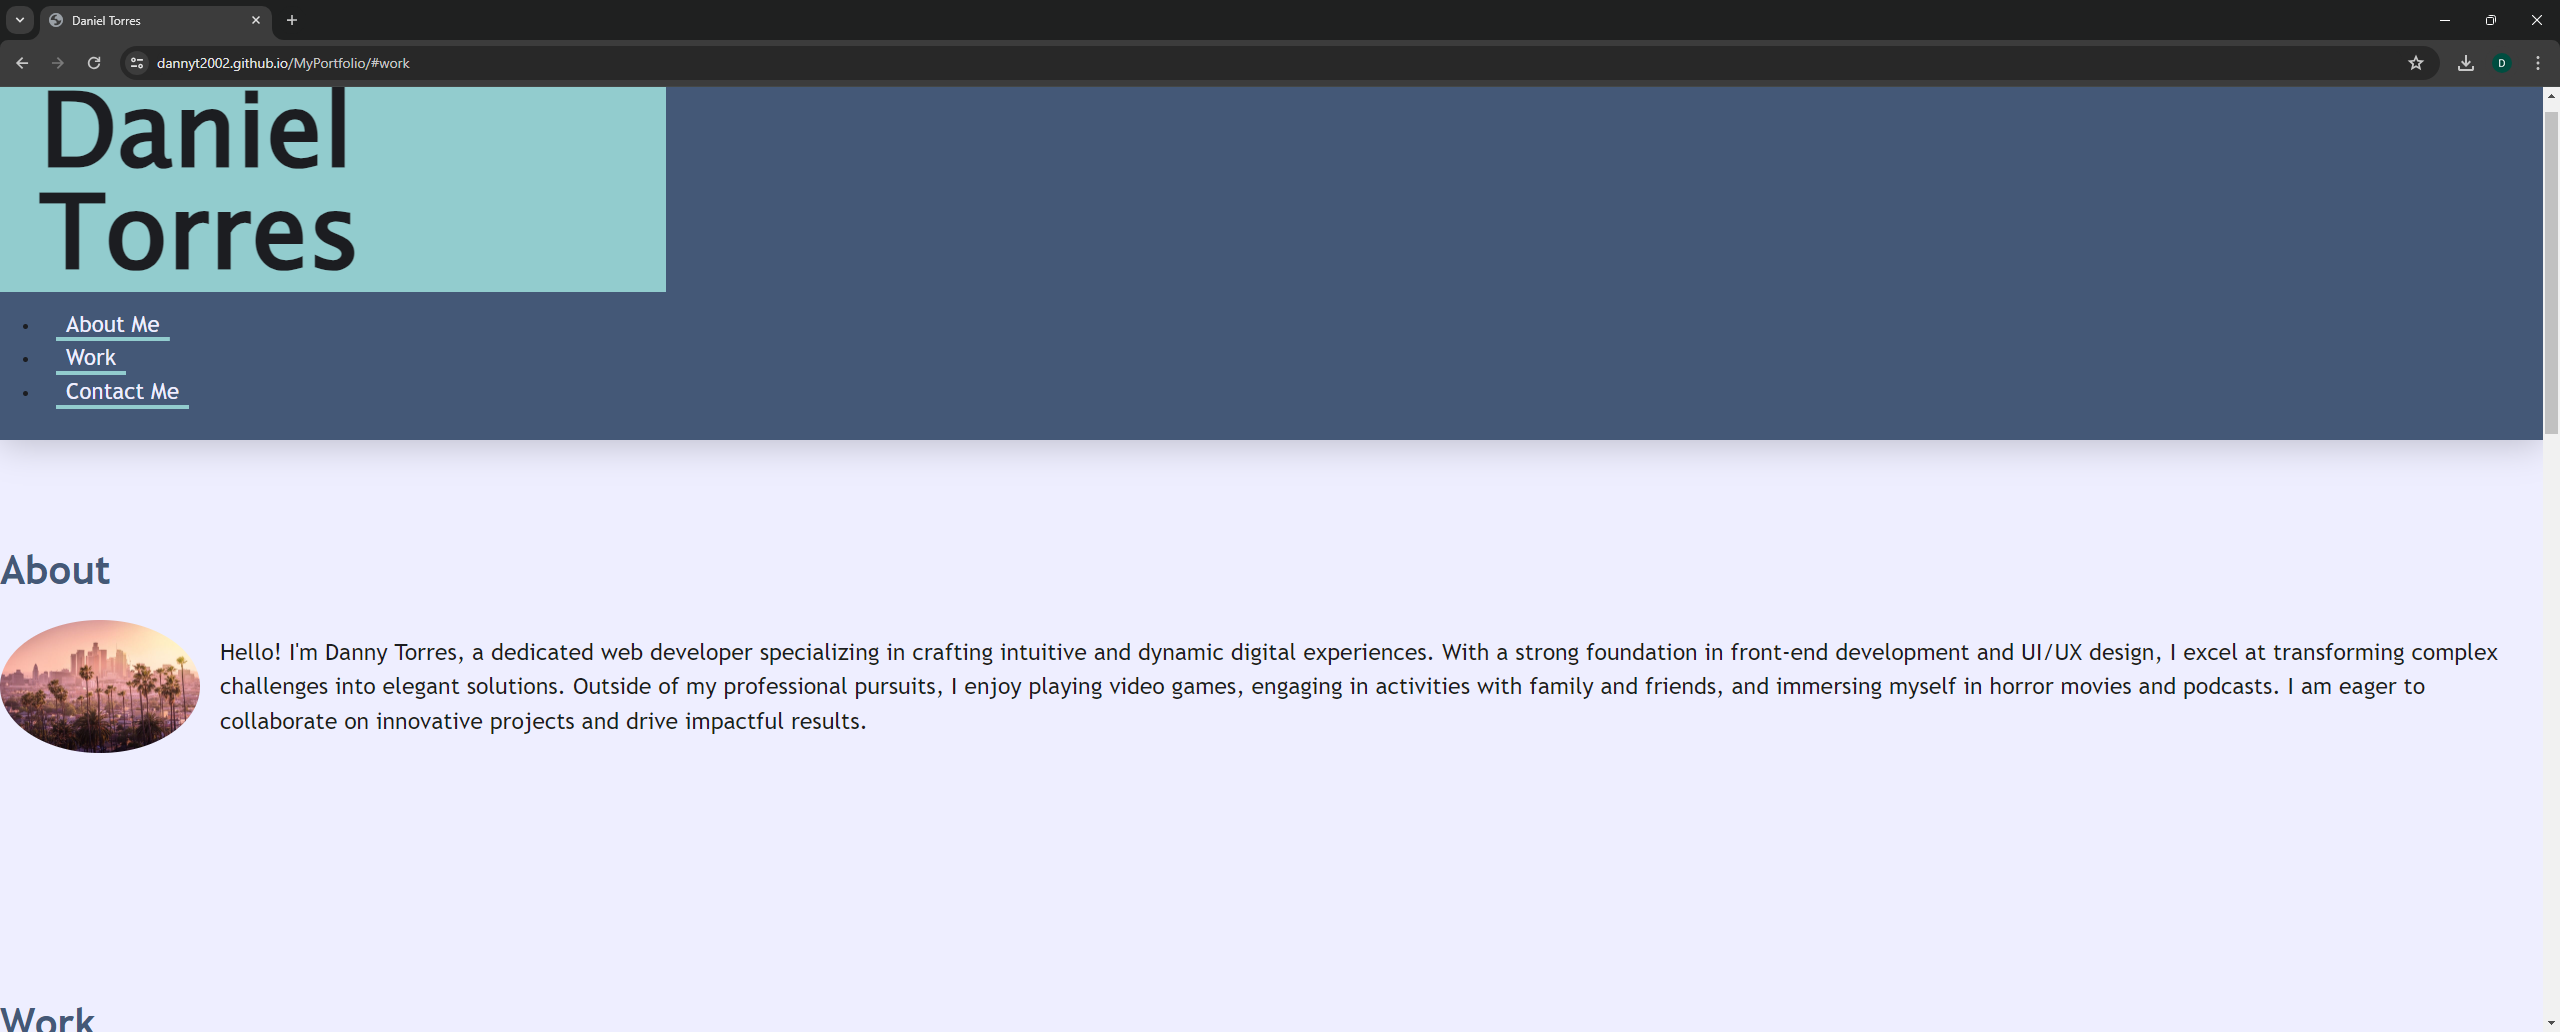 Daniel Torres
dannyt2002.github.io/MyPortfolio/#work
D
Daniel
Torres
About Me
Work
Contact Me
About
Hello! I'm Danny Torres, a dedicated web developer specializing in crafting intuitive and dynamic digital experiences. With a strong foundation in front-end development and UI/UX design, I excel at transforming complex
challenges into elegant solutions. Outside of my professional pursuits, I enjoy playing video games, engaging in activities with family and friends, and immersing myself in horror movies and podcasts. I am eager to
collaborate on innovative projects and drive impactful results.
Work